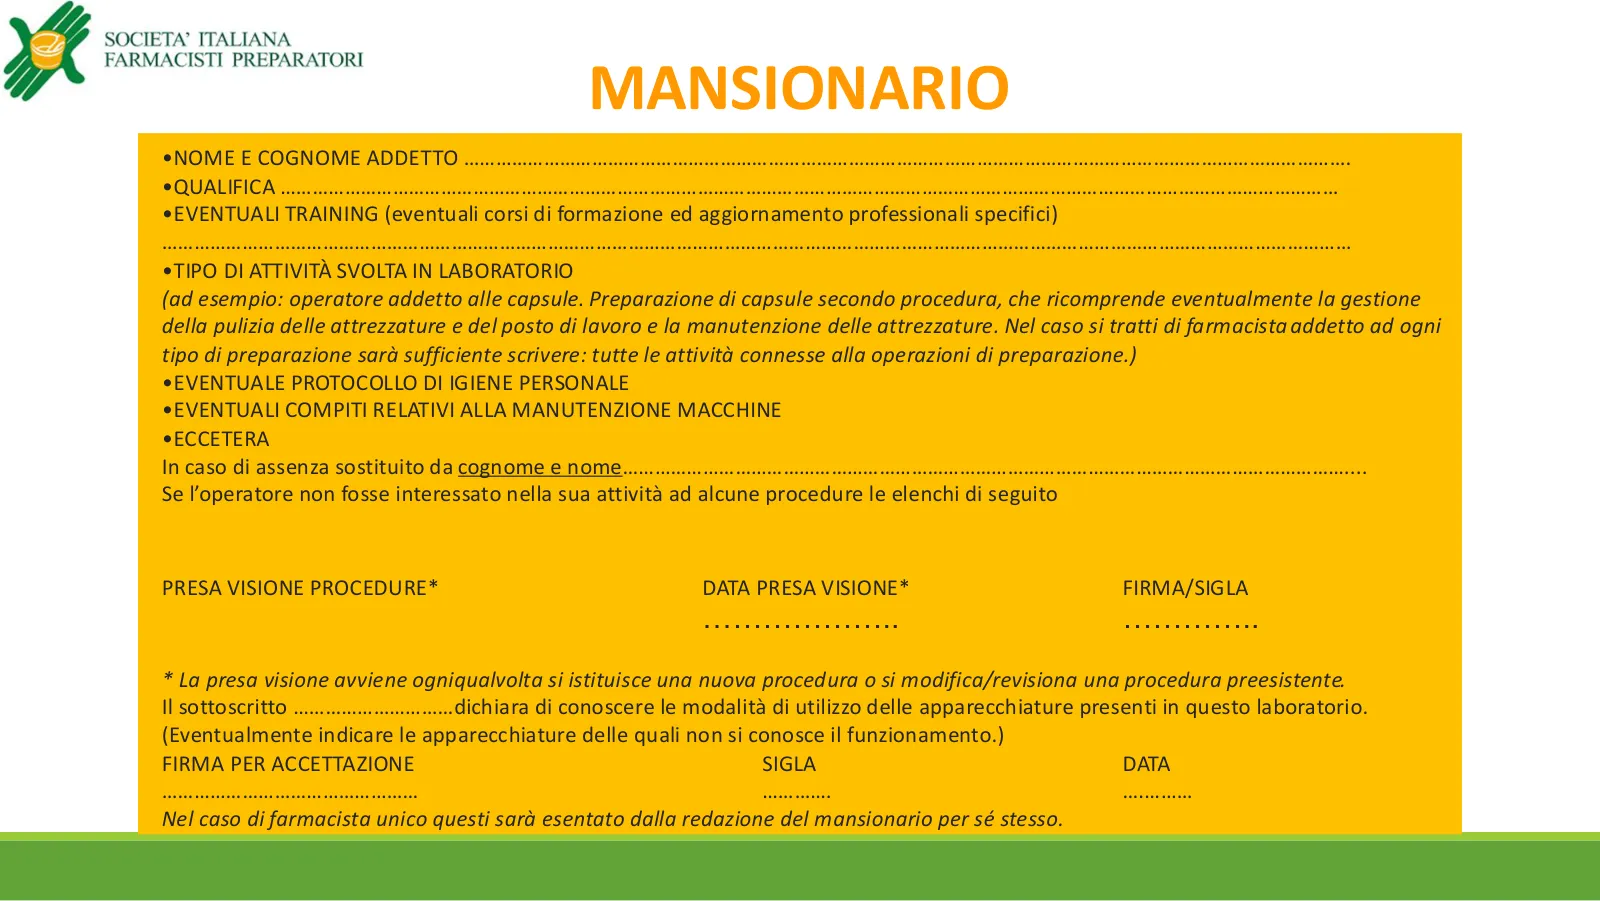 SOCIETA' ITALIANA
FARMACISTI PREPARATORI
MANSIONARIO
•NOME E COGNOME ADDETTO ……………………………………………………………………………………………………………………………………………….
•QUALIFICA ……………………………………………………………………………………………………………………………………………………………………………
•EVENTUALI TRAINING (eventuali corsi di formazione ed aggiornamento professionali specifici)
…………………………………………………………………………………………………………………………………………………………………………………………………
•TIPO DI ATTIVITÀ SVOLTA IN LABORATORIO
(ad esempio: operatore addetto alle capsule. Preparazione di capsule secondo procedura, che ricomprende eventualmente la gestione
della pulizia delle attrezzature e del posto di lavoro e la manutenzione delle attrezzature. Nel caso si tratti di farmacista addetto ad ogni
tipo di preparazione sarà sufficiente scrivere: tutte le attività connesse alla operazioni di preparazione.)
•EVENTUALE PROTOCOLLO DI IGIENE PERSONALE
•EVENTUALI COMPITI RELATIVI ALLA MANUTENZIONE MACCHINE
•ECCETERA
In caso di assenza sostituito da cognome e nome………………………………………………………………………………………………………………………....
Se l’operatore non fosse interessato nella sua attività ad alcune procedure le elenchi di seguito
PRESA VISIONE PROCEDURE* DATA PRESA VISIONE* FIRMA/SIGLA
.................... ..............
* La presa visione avviene ogniqualvolta si istituisce una nuova procedura o si modifica/revisiona una procedura preesistente.
Il sottoscritto …………………………dichiara di conoscere le modalità di utilizzo delle apparecchiature presenti in questo laboratorio.
(Eventualmente indicare le apparecchiature delle quali non si conosce il funzionamento.)
FIRMA PER ACCETTAZIONE SIGLA DATA
………………………………………… …………. ….………
Nel caso di farmacista unico questi sarà esentato dalla redazione del mansionario per sé stesso.